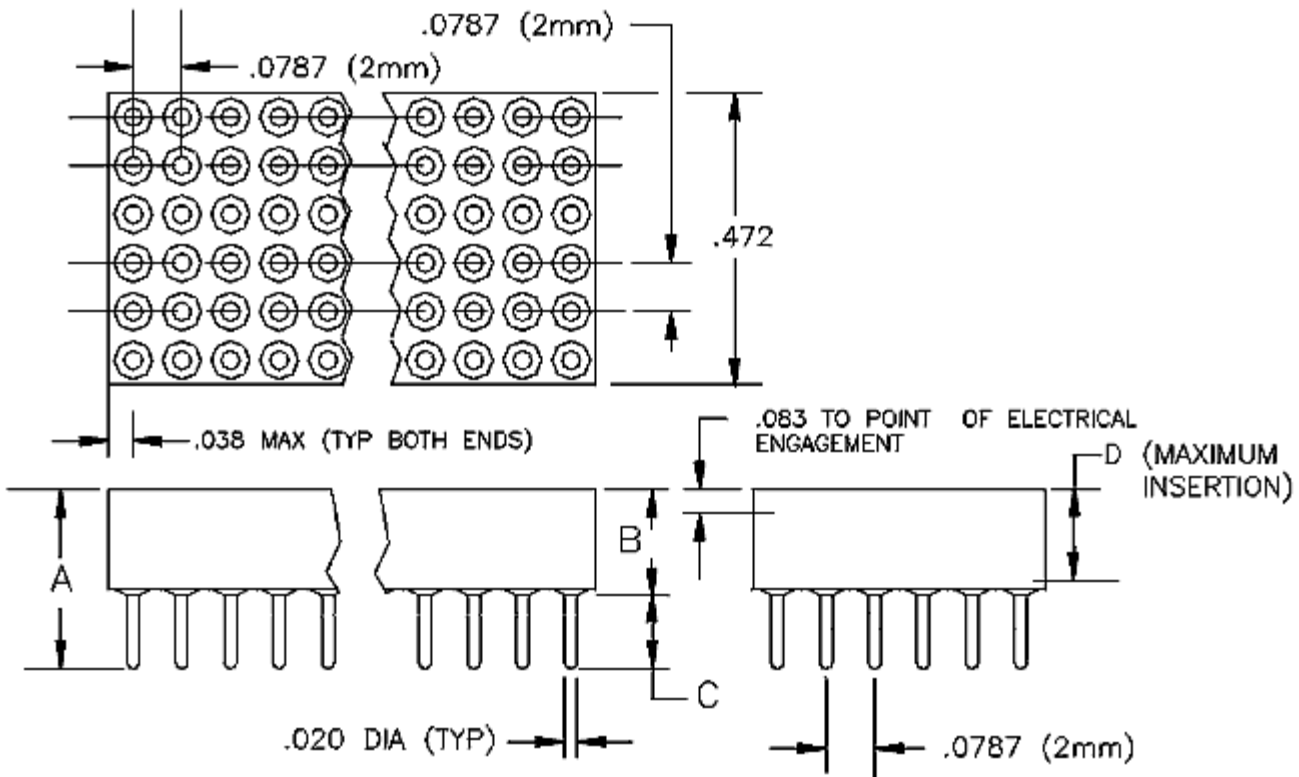 .0787 (2mm)
.0787 (2mm)
.472
.038 MAX (TYP BOTH ENDS)
.083 TO POINT OF ELECTRICAL
ENGAGEMENT
D (MAXIMUM
INSERTION)
A
B
C
.020 DIA (TYP)
.0787 (2mm)